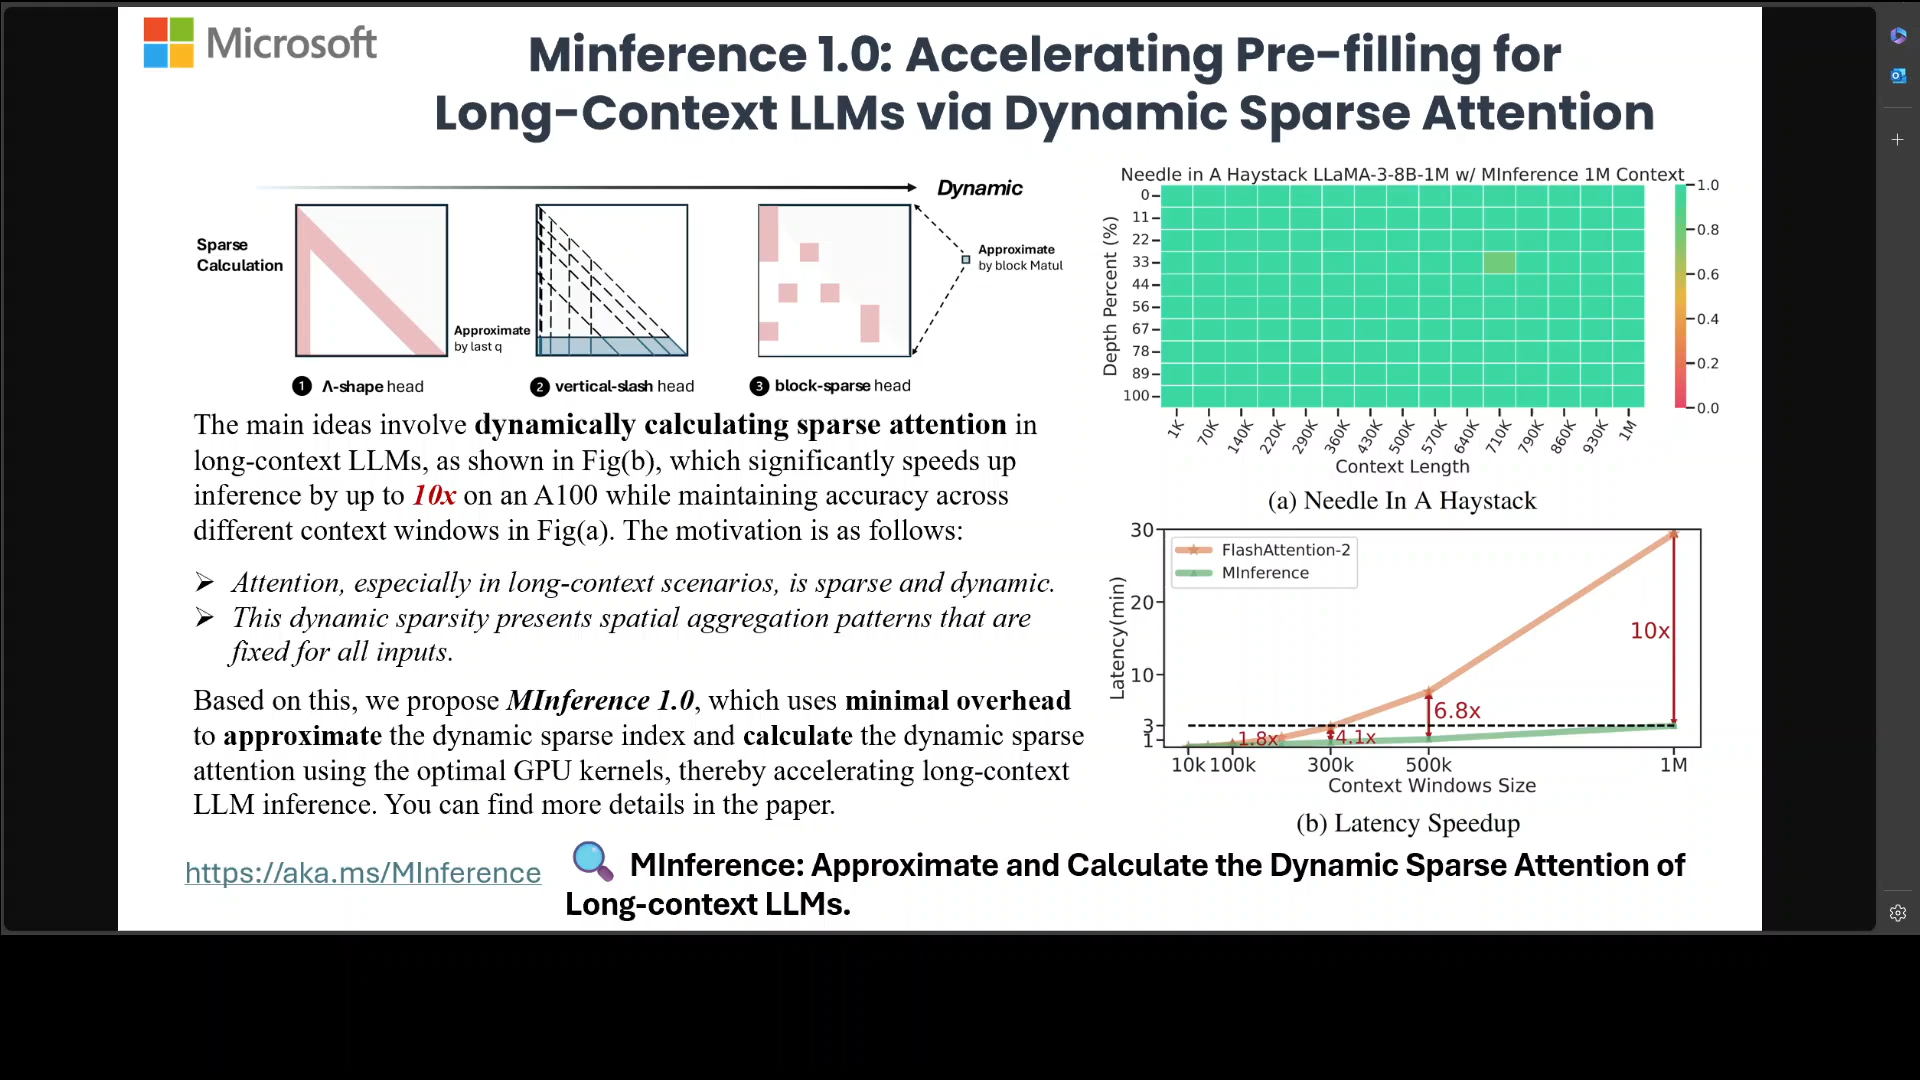 Microsoft
Minference 1.0: Accelerating Pre-filling for
Long-Context LLMs via Dynamic Sparse Attention
Dynamic
Sparse
Calculation
Approximate
by last q
Approximate
by block Matul
1 Λ-shape head
2 vertical-slash head
3 block-sparse head
The main ideas involve dynamically calculating sparse attention in
long-context LLMs, as shown in Fig(b), which significantly speeds up
inference by up to 10x on an A100 while maintaining accuracy across
different context windows in Fig(a). The motivation is as follows:
➢ Attention, especially in long-context scenarios, is sparse and dynamic.
➢ This dynamic sparsity presents spatial aggregation patterns that are
fixed for all inputs.
Based on this, we propose MInference 1.0, which uses minimal overhead
to approximate the dynamic sparse index and calculate the dynamic sparse
attention using the optimal GPU kernels, thereby accelerating long-context
LLM inference. You can find more details in the paper.
Needle in A Haystack LLaMA-3-8B-1M w/ MInference 1M Context
Depth Percent (%)
0
11
22
33
44
56
67
78
89
100
1K 70K 140K 220K 290K 360K 430K 500K 570K 640K 710K 790K 860K 930K 1M
Context Length
1.0
0.8
0.6
0.4
0.2
0.0
(a) Needle In A Haystack
FlashAttention-2
MInference
Latency(min)
30
20
10
3
1
1.8x
4.1x
6.8x
10x
10k 100k 300k 500k 1M
Context Windows Size
(b) Latency Speedup
https://aka.ms/MInference
MInference: Approximate and Calculate the Dynamic Sparse Attention of
Long-context LLMs.